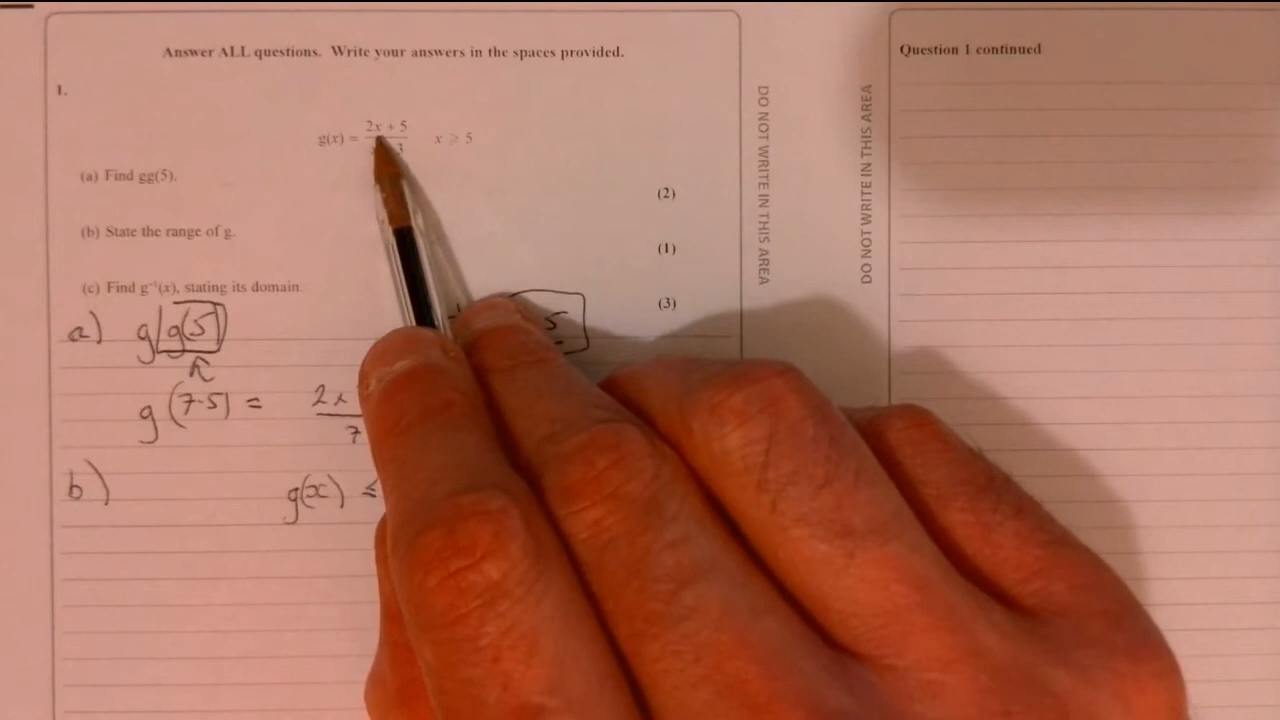 Answer ALL questions. Write your answers in the spaces provided.
1.
g(x) = 2x + 5 / 3 x ⩾ 5
(a) Find gg(5).
(2)
(b) State the range of g.
(1)
(c) Find g⁻¹(x), stating its domain.
(3)
a) g(g(5))
5
g(7.5) = 2x
7
b) g(x) ≤
DO NOT WRITE IN THIS AREA
DO NOT WRITE IN THIS AREA
Question 1 continued